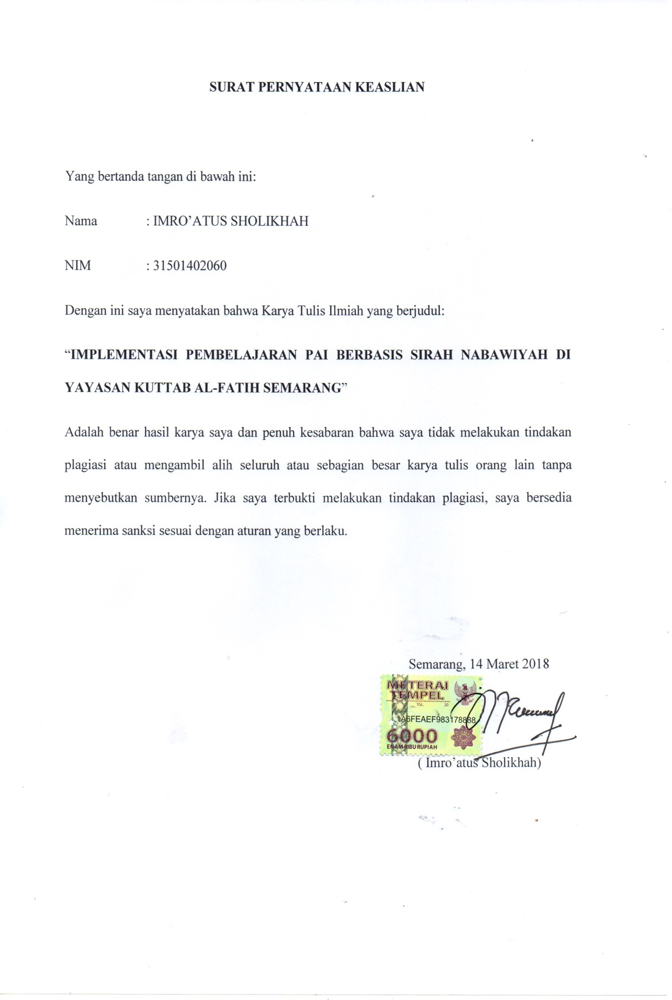 SURAT PERNYATAAN KEASLIAN
Yang bertanda tangan di bawah ini:
Nama : IMRO’ATUS SHOLIKHAH
NIM : 31501402060
Dengan ini saya menyatakan bahwa Karya Tulis Ilmiah yang berjudul:
“IMPLEMENTASI PEMBELAJARAN PAI BERBASIS SIRAH NABAWIYAH DI
YAYASAN KUTTAB AL-FATIH SEMARANG”
Adalah benar hasil karya saya dan penuh kesabaran bahwa saya tidak melakukan tindakan
plagiasi atau mengambil alih seluruh atau sebagian besar karya tulis orang lain tanpa
menyebutkan sumbernya. Jika saya terbukti melakukan tindakan plagiasi, saya bersedia
menerima sanksi sesuai dengan aturan yang berlaku.
Semarang, 14 Maret 2018
METERAI
TEMPEL
TGL. 20
1A6FEAEF983178888
6000
ENAM RIBU RUPIAH
( Imro’atus Sholikhah)